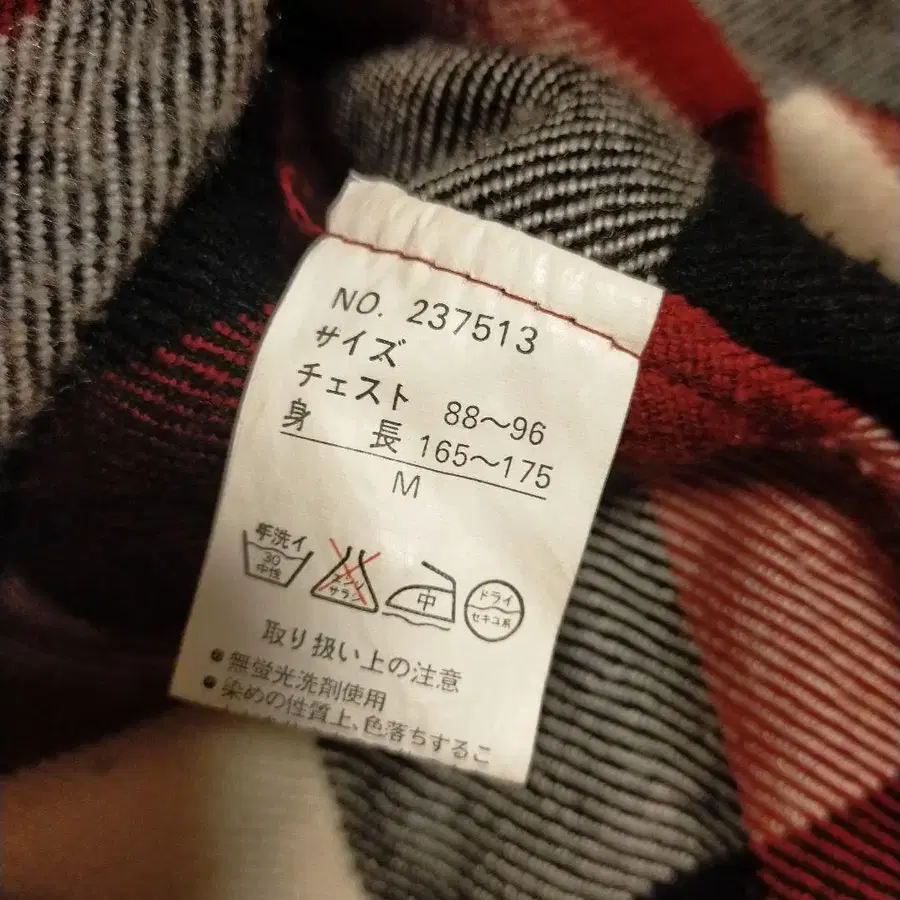 NO. 237513
サイズ
チェスト 88～96
身長 165～175
M
手洗イ
30
中性
エンソ
サラシ
中
ドライ
セキユ系
取り扱い上の注意
● 無蛍光洗剤使用
● 染めの性質上、色落ちするこ